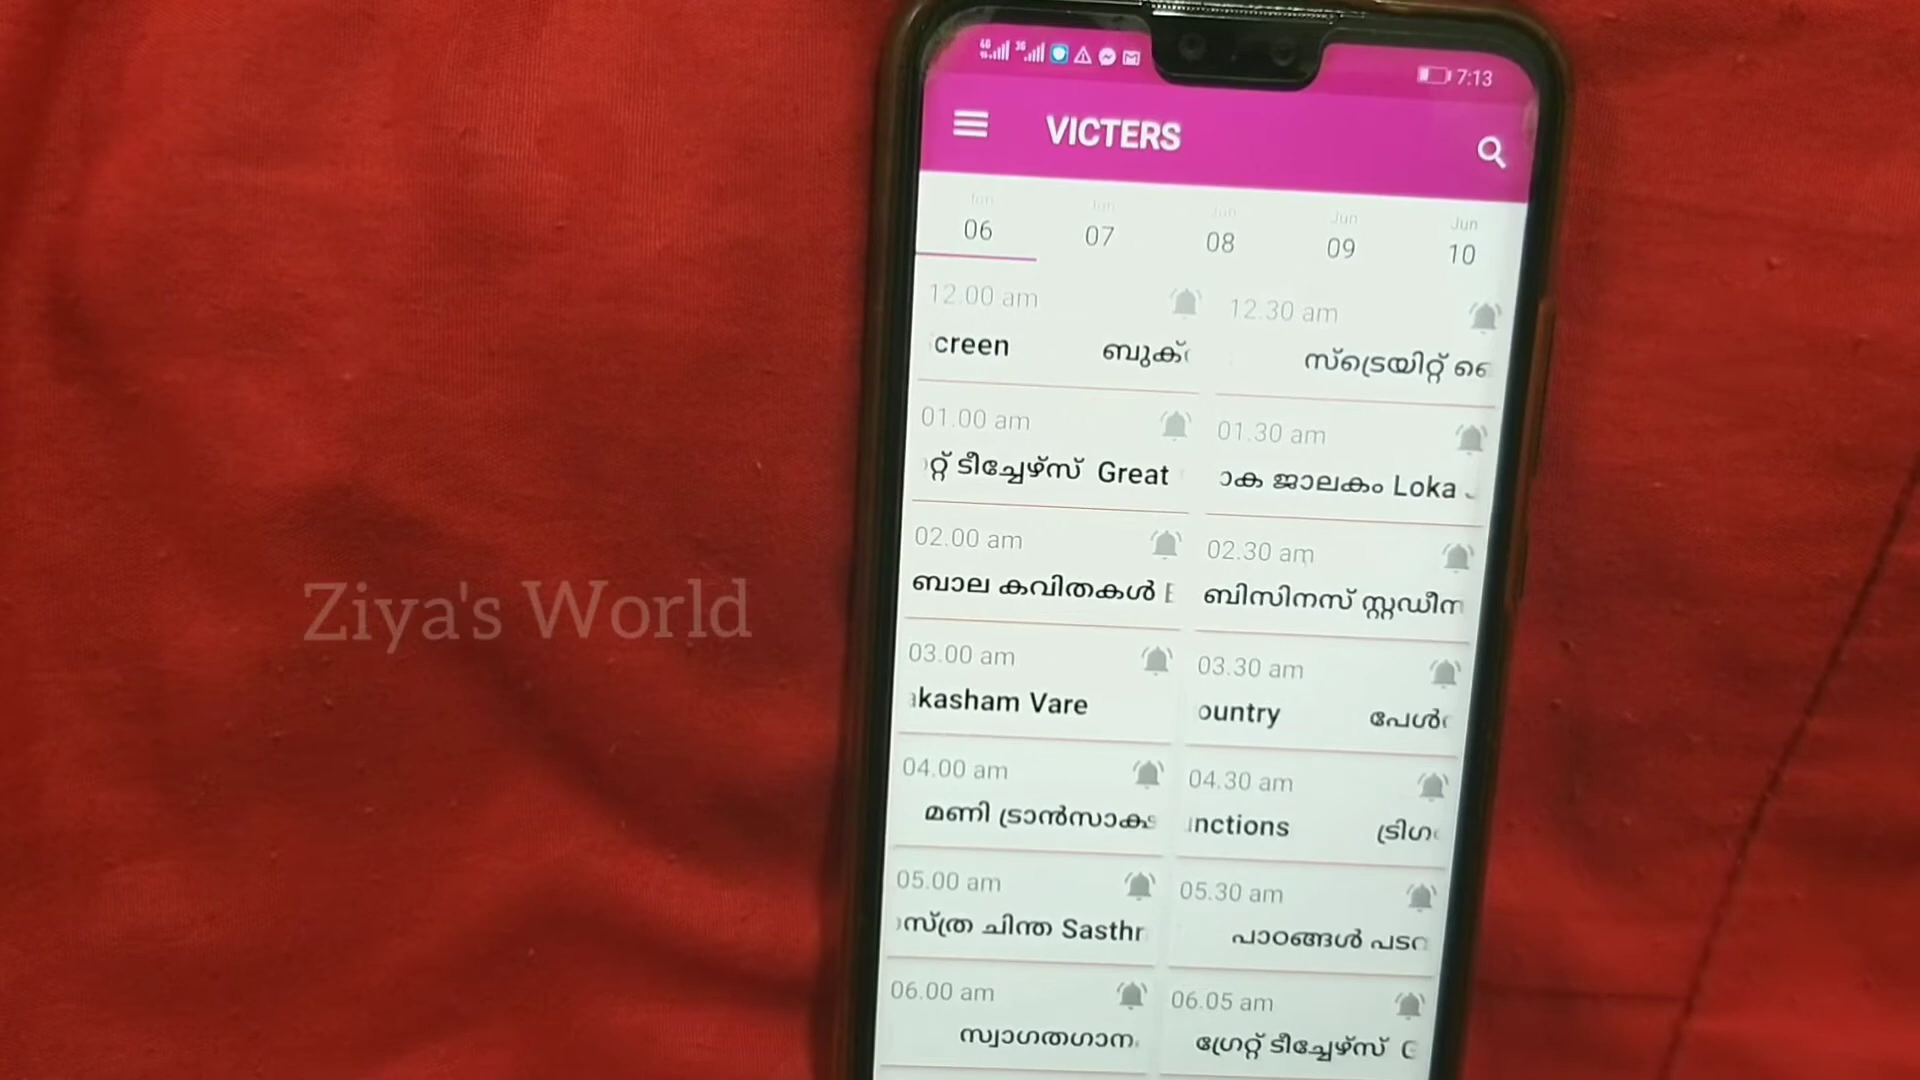 7:13
VICTERS
Jun Jun Jun Jun Jun
06 07 08 09 10
12.00 am 12.30 am
creen സ്ട്രെയിറ്റ്
01.00 am 01.30 am
ടീച്ചേഴ്സ് Great ജാലകം Loka
02.00 am 02.30 am
ബാല കവിതകൾ ബിസിനസ്
03.00 am 03.30 am
kasham Vare ountry
04.00 am 04.30 am
മണി nctions
05.00 am 05.30 am
ചിന്ത Sasthr പാഠങ്ങൾ
06.00 am 06.05 am
സ്വാഗതഗാന ഗ്രേറ്റ് ടീച്ചേഴ്സ്
Ziya's World